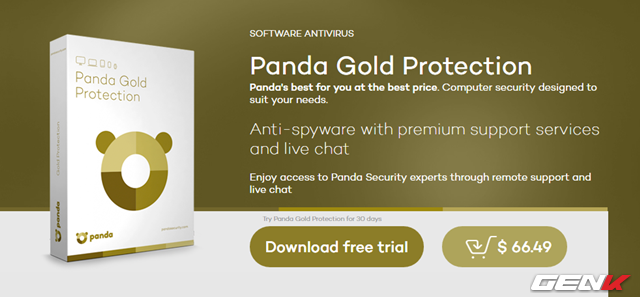 SOFTWARE ANTIVIRUS
Panda Gold Protection
Panda's best for you at the best price. Computer security designed to
suit your needs.
Anti-spyware with premium support services
and live chat
Enjoy access to Panda Security experts through remote support and
live chat
Try Panda Gold Protection for 30 days
Download free trial
$ 66.49
Panda Gold
Protection
Gold Protection
panda
panda
GENK